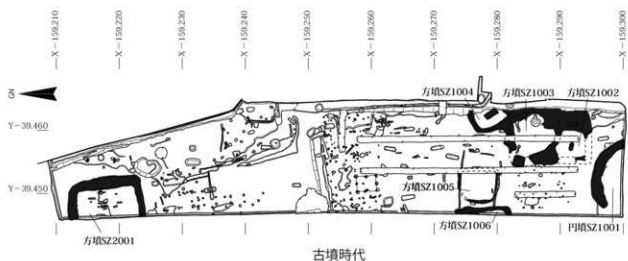 X−159,210
X−159,220
X−159,230
X−159,240
X−159,250
X−159,260
X−159,270
X−159,280
X−159,290
X−159,300
GN
方墳SZ1004
方墳SZ1003
方墳SZ1002
Y−39,460
Y−39,450
方墳SZ1005
方墳SZ2001
方墳SZ1006
円墳SZ1001
古墳時代